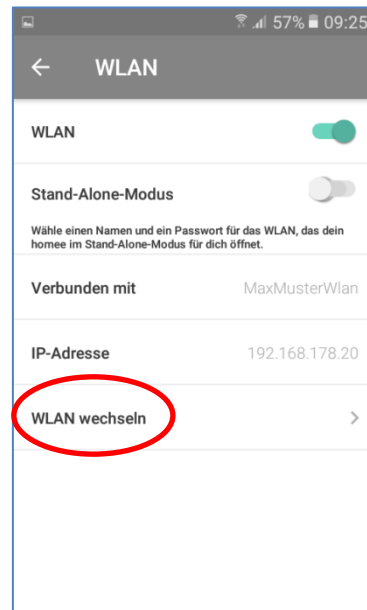 57% 09:25
WLAN
WLAN
Stand-Alone-Modus
Wähle einen Namen und ein Passwort für das WLAN, das dein
homee im Stand-Alone-Modus für dich öffnet.
Verbunden mit MaxMusterWlan
IP-Adresse 192.168.178.20
WLAN wechseln